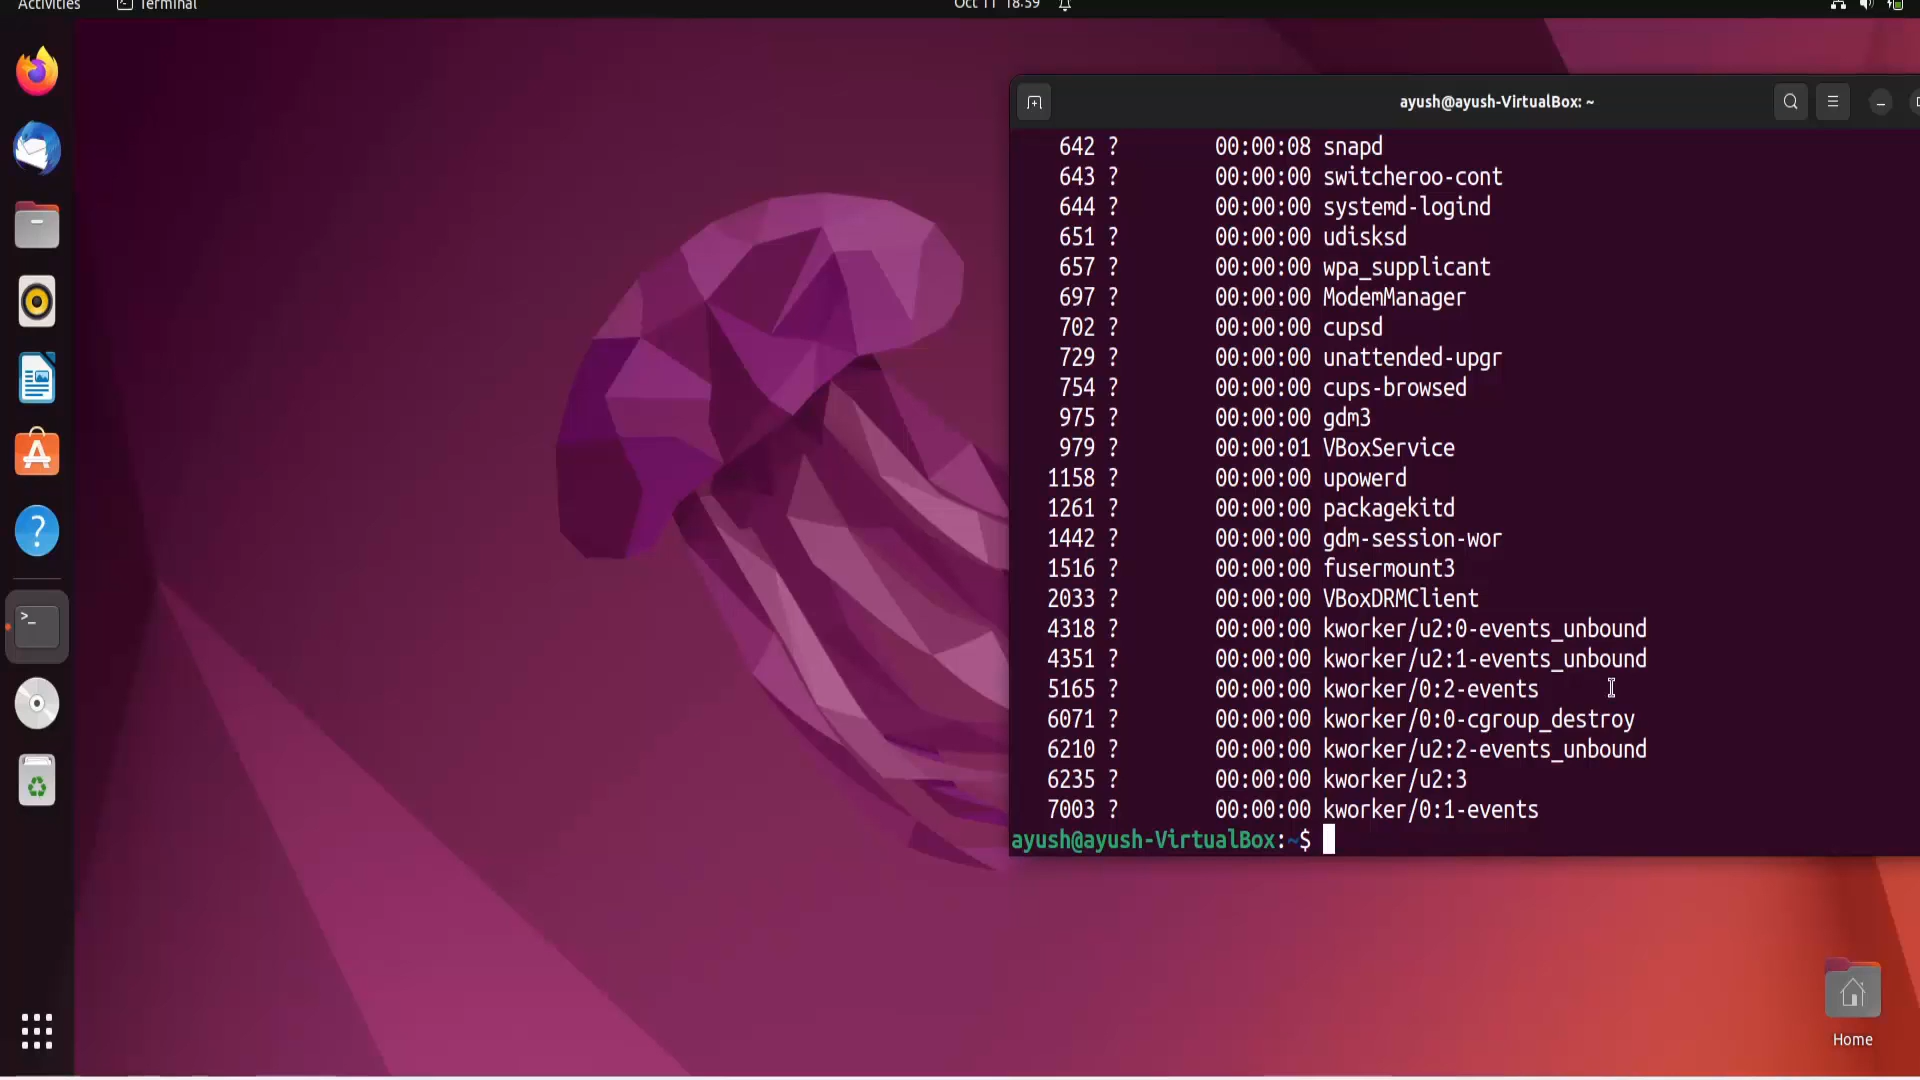 Activities
Terminal
Oct 11 18:59
ayush@ayush-VirtualBox: ~
642 ? 00:00:08 snapd
643 ? 00:00:00 switcheroo-cont
644 ? 00:00:00 systemd-logind
651 ? 00:00:00 udisksd
657 ? 00:00:00 wpa_supplicant
697 ? 00:00:00 ModemManager
702 ? 00:00:00 cupsd
729 ? 00:00:00 unattended-upgr
754 ? 00:00:00 cups-browsed
975 ? 00:00:00 gdm3
979 ? 00:00:01 VBoxService
1158 ? 00:00:00 upowerd
1261 ? 00:00:00 packagekitd
1442 ? 00:00:00 gdm-session-wor
1516 ? 00:00:00 fusermount3
2033 ? 00:00:00 VBoxDRMClient
4318 ? 00:00:00 kworker/u2:0-events_unbound
4351 ? 00:00:00 kworker/u2:1-events_unbound
5165 ? 00:00:00 kworker/0:2-events
6071 ? 00:00:00 kworker/0:0-cgroup_destroy
6210 ? 00:00:00 kworker/u2:2-events_unbound
6235 ? 00:00:00 kworker/u2:3
7003 ? 00:00:00 kworker/0:1-events
ayush@ayush-VirtualBox:~$
Home